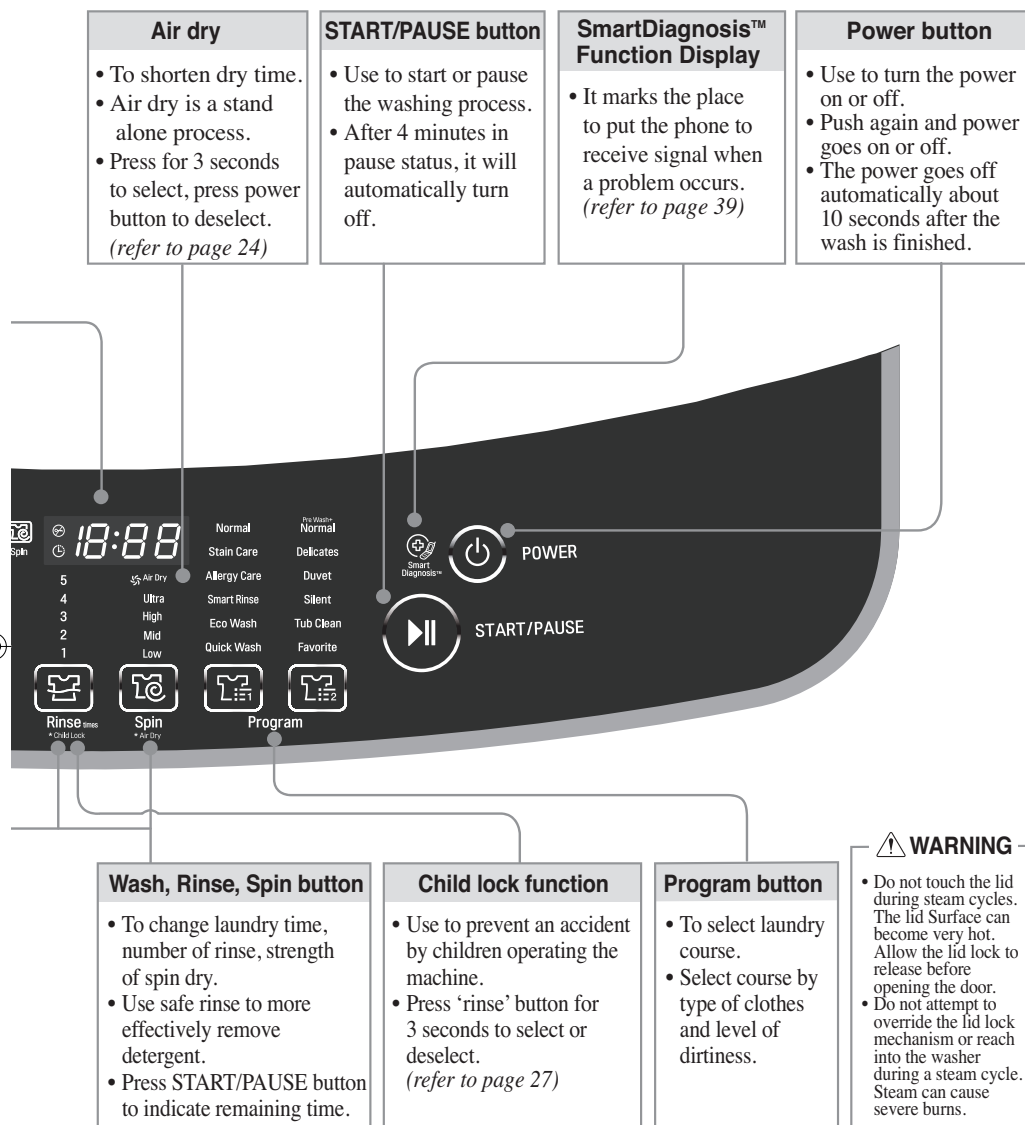 Air dry
• To shorten dry time.
• Air dry is a stand
alone process.
• Press for 3 seconds
to select, press power
button to deselect.
(refer to page 24)
START/PAUSE button
• Use to start or pause
the washing process.
• After 4 minutes in
pause status, it will
automatically turn
off.
SmartDiagnosis™
Function Display
• It marks the place
to put the phone to
receive signal when
a problem occurs.
(refer to page 39)
Power button
• Use to turn the power
on or off.
• Push again and power
goes on or off.
• The power goes off
automatically about
10 seconds after the
wash is finished.
Spin
18:88
5
4
3
2
1
Air Dry
Ultra
High
Mid
Low
Normal
Stain Care
Allergy Care
Smart Rinse
Eco Wash
Quick Wash
Pre Wash+
Normal
Delicates
Duvet
Silent
Tub Clean
Favorite
Smart
Diagnosis™
POWER
START/PAUSE
1
2
Rinse times
* Child Lock
Spin
* Air Dry
Program
Wash, Rinse, Spin button
• To change laundry time,
number of rinse, strength
of spin dry.
• Use safe rinse to more
effectively remove
detergent.
• Press START/PAUSE button
to indicate remaining time.
Child lock function
• Use to prevent an accident
by children operating the
machine.
• Press ‘rinse’ button for
3 seconds to select or
deselect.
(refer to page 27)
Program button
• To select laundry
course.
• Select course by
type of clothes
and level of
dirtiness.
WARNING
• Do not touch the lid
during steam cycles.
The lid Surface can
become very hot.
Allow the lid lock to
release before
opening the door.
• Do not attempt to
override the lid lock
mechanism or reach
into the washer
during a steam cycle.
Steam can cause
severe burns.